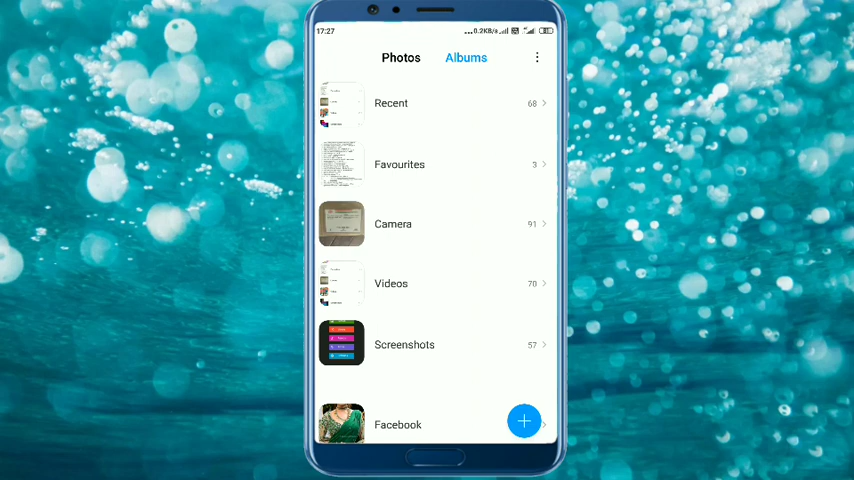 17:27
...0.2KB/s
Photos
Albums
Recent
68
Favourites
3
Camera
91
Videos
70
Screenshots
57
Facebook